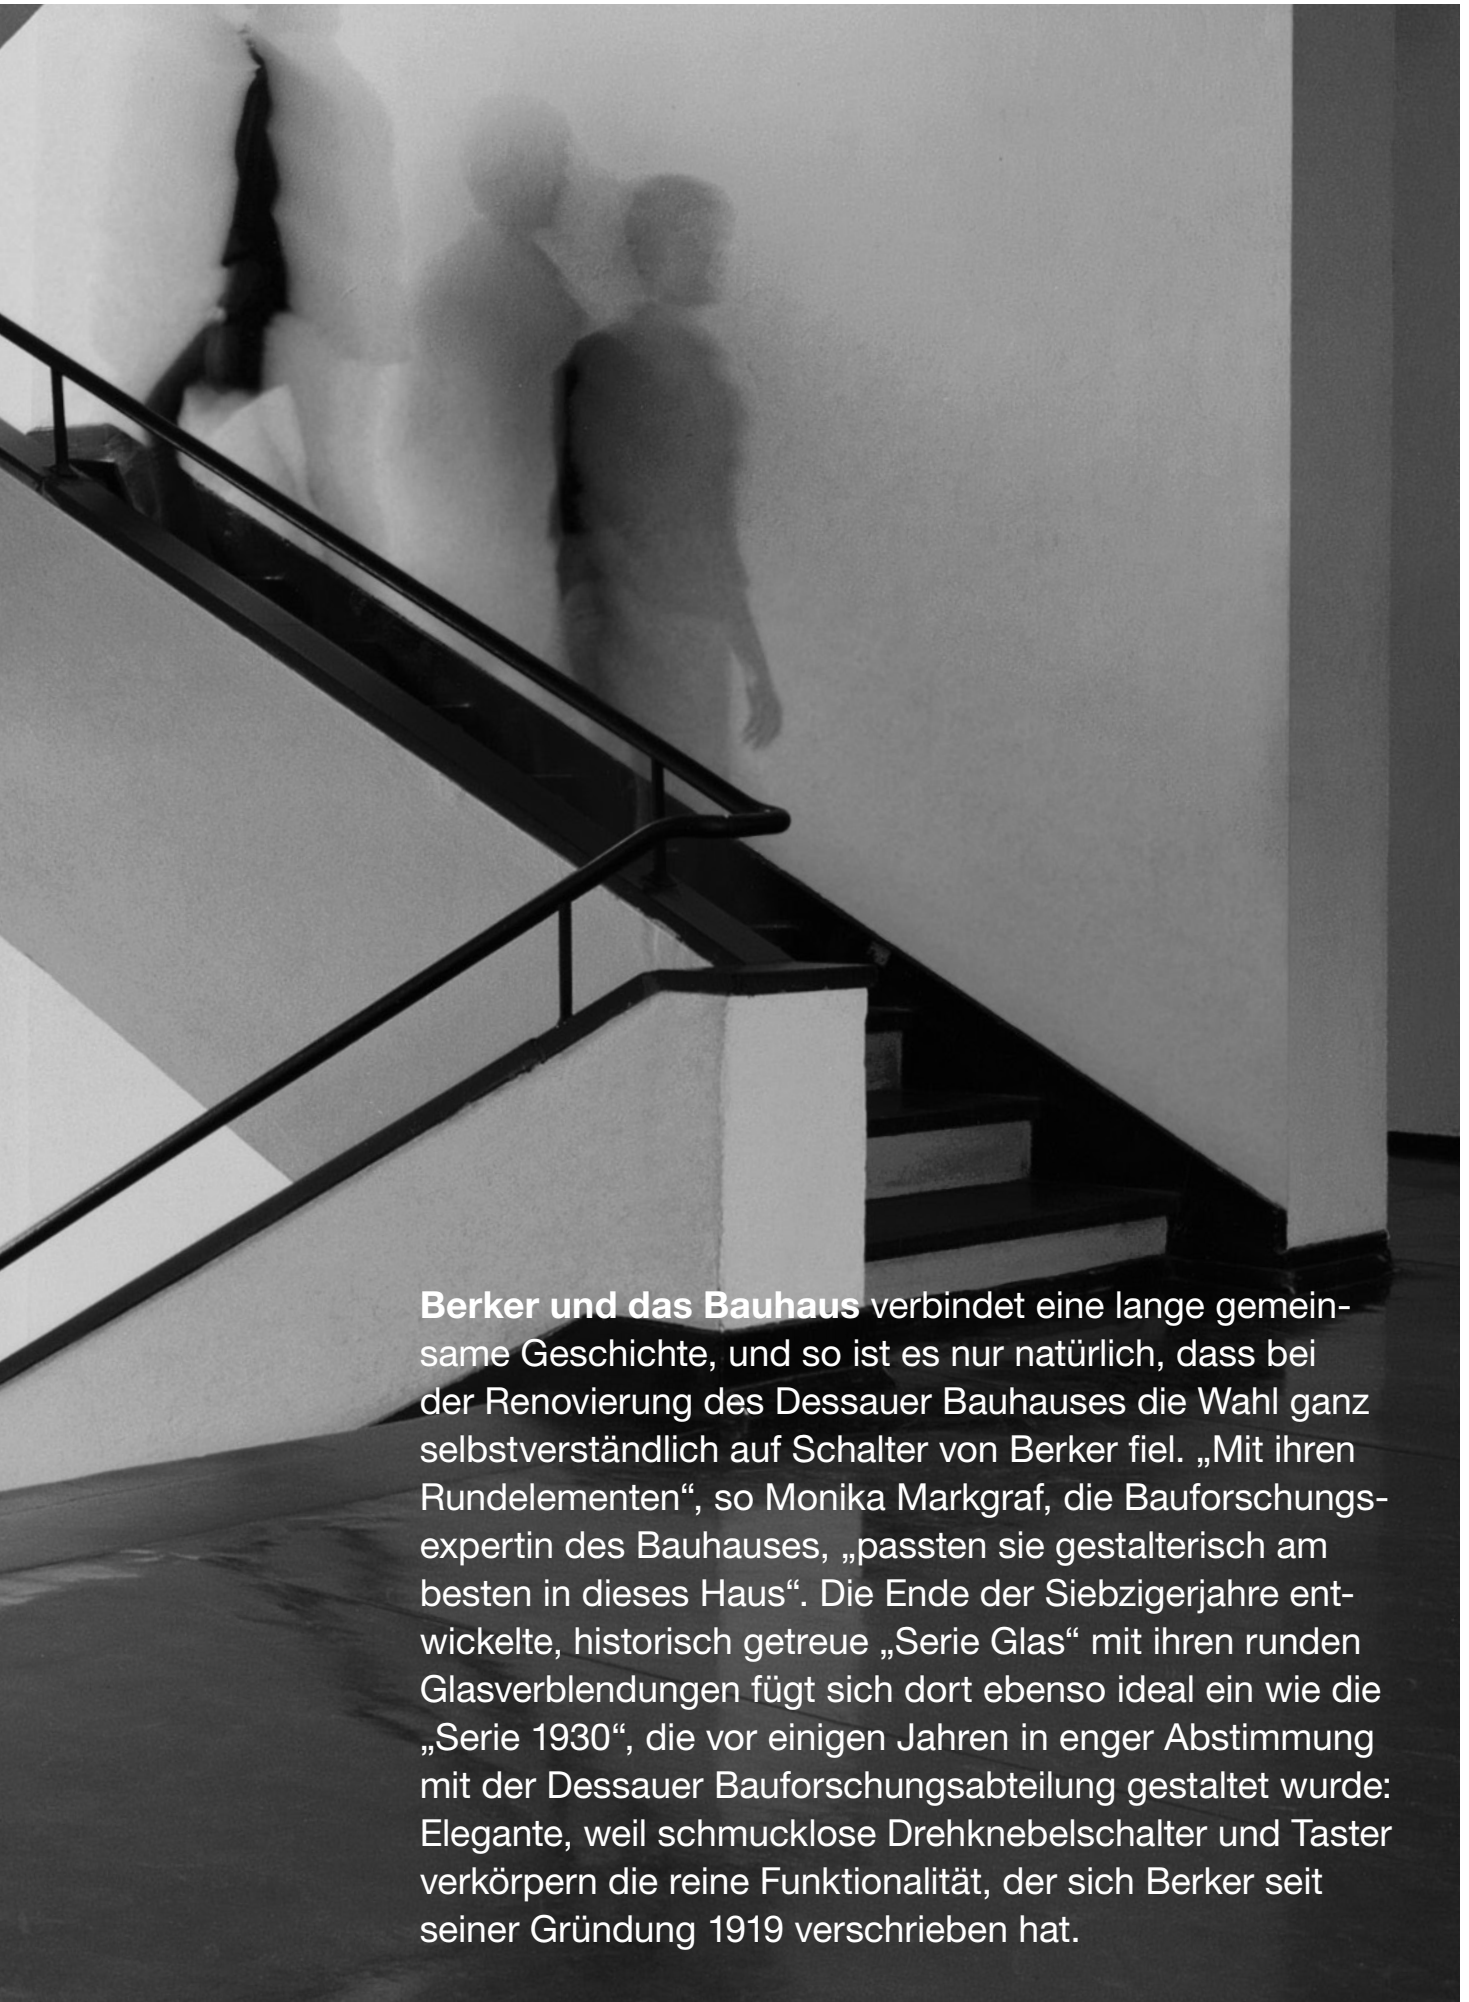 Berker und das Bauhaus verbindet eine lange gemein-
same Geschichte, und so ist es nur natürlich, dass bei
der Renovierung des Dessauer Bauhauses die Wahl ganz
selbstverständlich auf Schalter von Berker fiel. „Mit ihren
Rundelementen“, so Monika Markgraf, die Bauforschungs-
expertin des Bauhauses, „passten sie gestalterisch am
besten in dieses Haus“. Die Ende der Siebzigerjahre ent-
wickelte, historisch getreue „Serie Glas“ mit ihren runden
Glasverblendungen fügt sich dort ebenso ideal ein wie die
„Serie 1930“, die vor einigen Jahren in enger Abstimmung
mit der Dessauer Bauforschungsabteilung gestaltet wurde:
Elegante, weil schmucklose Drehknebelschalter und Taster
verkörpern die reine Funktionalität, der sich Berker seit
seiner Gründung 1919 verschrieben hat.